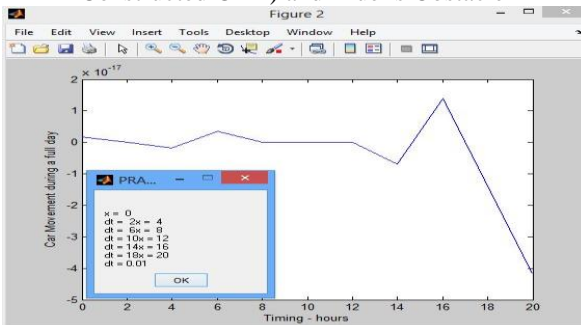 Figure 2
File Edit View Insert Tools Desktop Window Help
× 10⁻¹⁷
2
1
0
-1
-2
-3
-4
-5
Car Movement during a full day
PRA...
x = 0
dt = 2x = 4
dt = 6x = 8
dt = 10x = 12
dt = 14x = 16
dt = 18x = 20
dt = 0.01
OK
0 2 4 6 8 10 12 14 16 18 20
Timing - hours